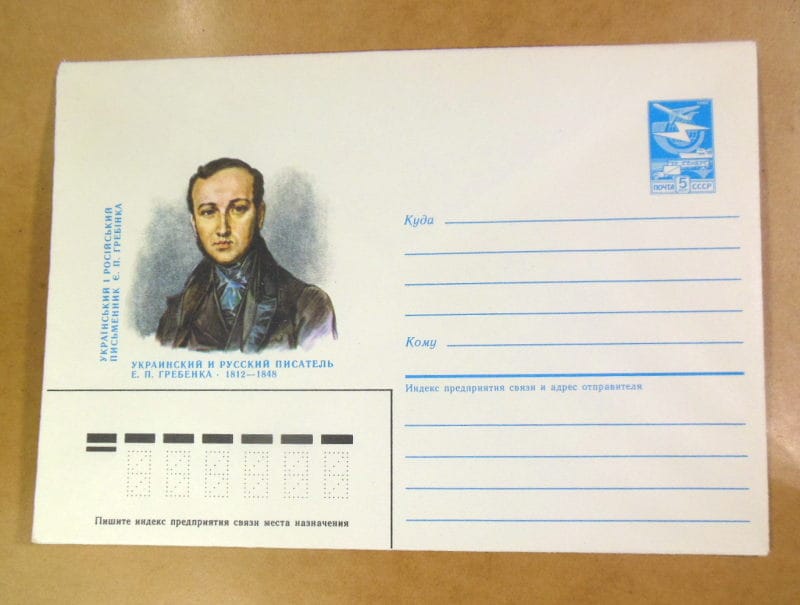 УКРАЇНСЬКИЙ І РОСІЙСЬКИЙ
ПИСЬМЕННИК Є. П. ГРЕБІНКА
УКРАИНСКИЙ И РУССКИЙ ПИСАТЕЛЬ
Е. П. ГРЕБЕНКА · 1812—1848
ПОЧТА 5 СССР
Куда
Кому
Индекс предприятия связи и адрес отправителя
Пишите индекс предприятия связи места назначения